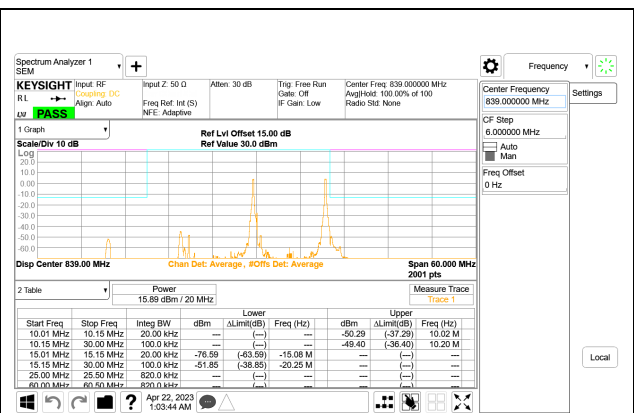 Spectrum Analyzer 1
SEM
Frequency
KEYSIGHT Input: RF Input Z: 50 Ω Atten: 30 dB Trig: Free Run Center Freq: 839.000000 MHz
RL Coupling: DC Gate: Off Avg|Hold: 100.00% of 100
Align: Auto Freq Ref: Int (S) IF Gain: Low Radio Std: None
LXI PASS NFE: Adaptive
Center Frequency
839.000000 MHz
Settings
CF Step
6.000000 MHz
Auto
Man
Freq Offset
0 Hz
1 Graph
Ref Lvl Offset 15.00 dB
Scale/Div 10 dB Ref Value 30.0 dBm
Log
20.0
10.0
0.00
-10.0
-20.0
-30.0
-40.0
-50.0
-60.0
Disp Center 839.00 MHz Chan Det: Average, #Offs Det: Average Span 60.000 MHz
2001 pts
2 Table
Power
15.89 dBm / 20 MHz
Measure Trace
Trace 1
Lower Upper
Start Freq Stop Freq Integ BW dBm ΔLimit(dB) Freq (Hz) dBm ΔLimit(dB) Freq (Hz)
10.01 MHz 10.15 MHz 20.00 kHz --- (---) --- -50.29 (-37.29) 10.02 M
10.15 MHz 30.00 MHz 100.0 kHz --- (---) --- -49.40 (-36.40) 10.20 M
15.01 MHz 15.15 MHz 20.00 kHz -76.59 (-63.59) -15.08 M --- (---) ---
15.15 MHz 30.00 MHz 100.0 kHz -51.85 (-38.85) -20.25 M --- (---) ---
25.00 MHz 25.50 MHz 820.0 kHz --- (---) --- --- (---) ---
60.00 MHz 60.50 MHz 820.0 kHz --- (---) --- --- (---) ---
Local
? Apr 22, 2023
1:03:44 AM